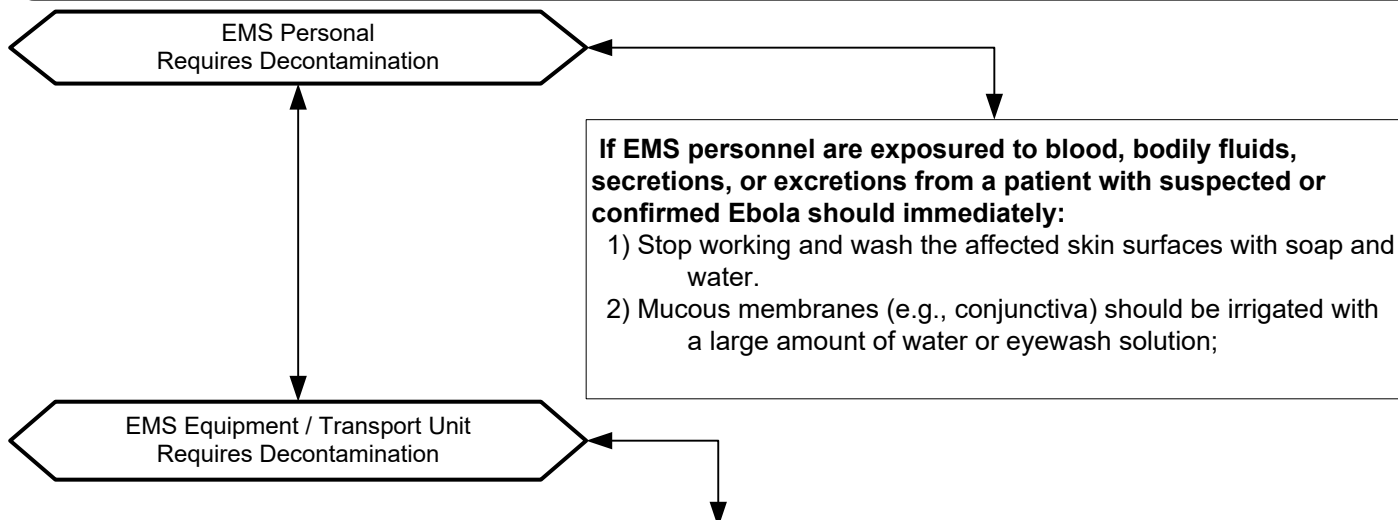 EMS Personal
Requires Decontamination
If EMS personnel are exposured to blood, bodily fluids,
secretions, or excretions from a patient with suspected or
confirmed Ebola should immediately:
1) Stop working and wash the affected skin surfaces with soap and
water.
2) Mucous membranes (e.g., conjunctiva) should be irrigated with
a large amount of water or eyewash solution;
EMS Equipment / Transport Unit
Requires Decontamination